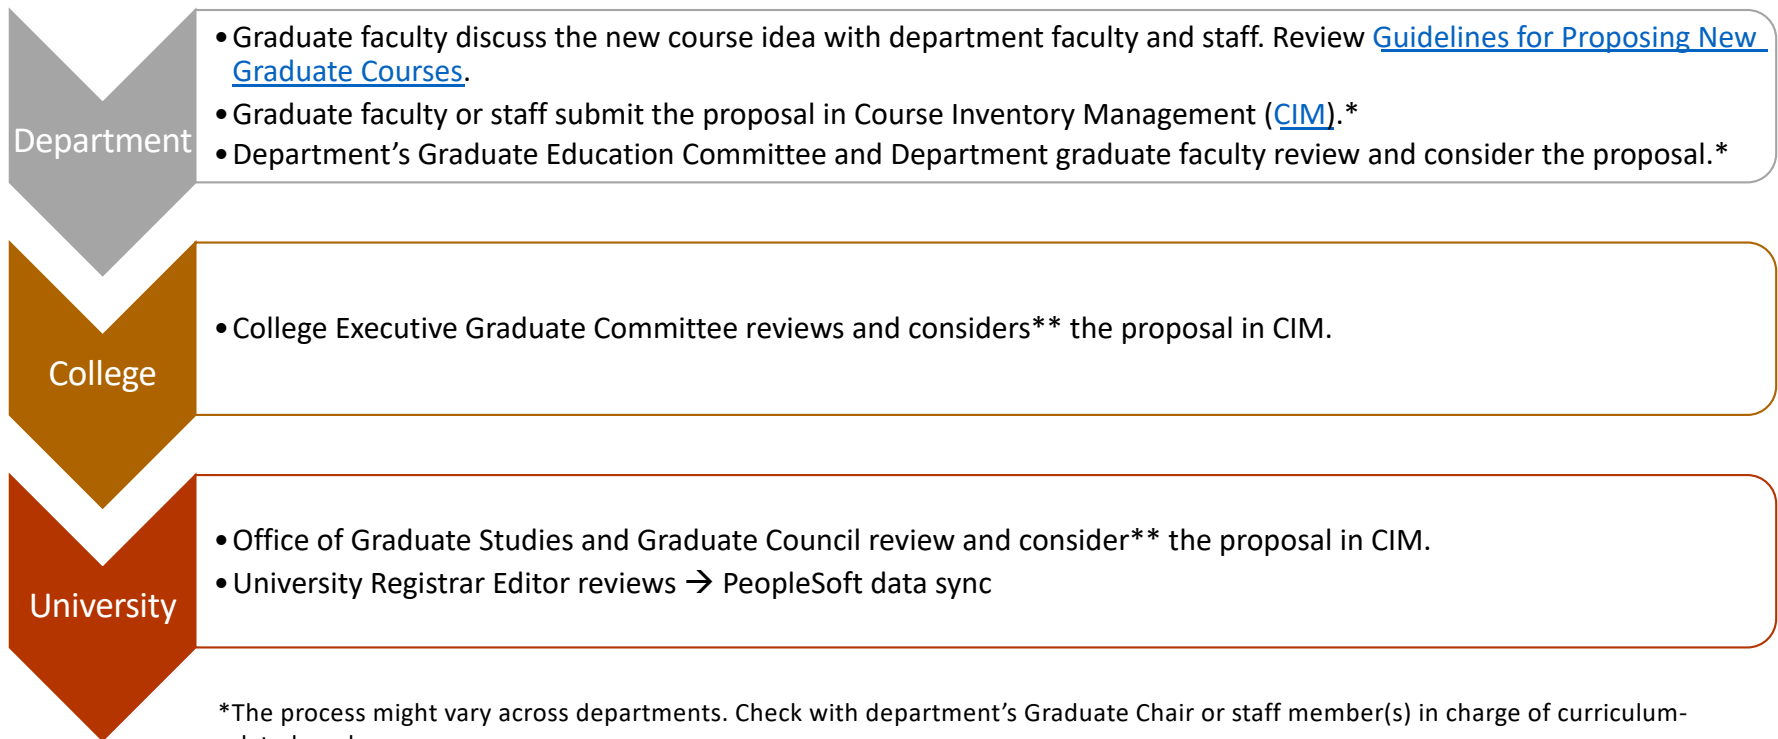 Department
•Graduate faculty discuss the new course idea with department faculty and staff. Review Guidelines for Proposing New
Graduate Courses.
•Graduate faculty or staff submit the proposal in Course Inventory Management (CIM).*
•Department’s Graduate Education Committee and Department graduate faculty review and consider the proposal.*
College
•College Executive Graduate Committee reviews and considers** the proposal in CIM.
University
•Office of Graduate Studies and Graduate Council review and consider** the proposal in CIM.
•University Registrar Editor reviews → PeopleSoft data sync
*The process might vary across departments. Check with department’s Graduate Chair or staff member(s) in charge of curriculum-